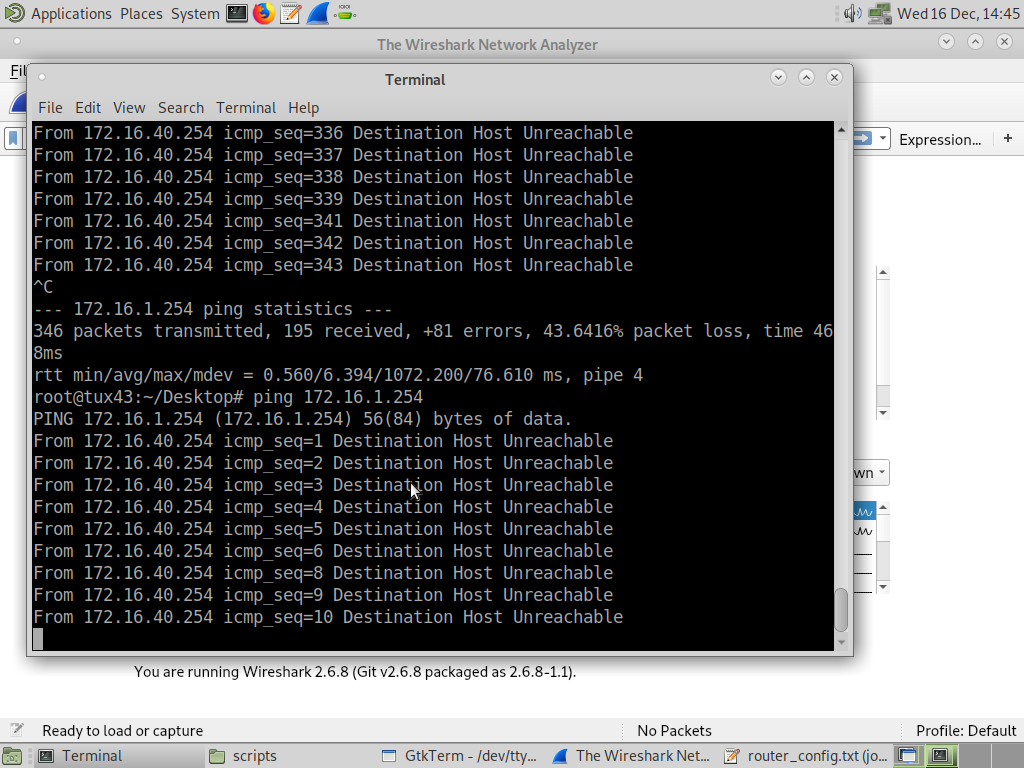 Applications Places System Wed 16 Dec, 14:45
The Wireshark Network Analyzer
Terminal
File Edit View Search Terminal Help
From 172.16.40.254 icmp_seq=336 Destination Host Unreachable
From 172.16.40.254 icmp_seq=337 Destination Host Unreachable
From 172.16.40.254 icmp_seq=338 Destination Host Unreachable
From 172.16.40.254 icmp_seq=339 Destination Host Unreachable
From 172.16.40.254 icmp_seq=341 Destination Host Unreachable
From 172.16.40.254 icmp_seq=342 Destination Host Unreachable
From 172.16.40.254 icmp_seq=343 Destination Host Unreachable
^C
--- 172.16.1.254 ping statistics ---
346 packets transmitted, 195 received, +81 errors, 43.6416% packet loss, time 46
8ms
rtt min/avg/max/mdev = 0.560/6.394/1072.200/76.610 ms, pipe 4
root@tux43:~/Desktop# ping 172.16.1.254
PING 172.16.1.254 (172.16.1.254) 56(84) bytes of data.
From 172.16.40.254 icmp_seq=1 Destination Host Unreachable
From 172.16.40.254 icmp_seq=2 Destination Host Unreachable
From 172.16.40.254 icmp_seq=3 Destination Host Unreachable
From 172.16.40.254 icmp_seq=4 Destination Host Unreachable
From 172.16.40.254 icmp_seq=5 Destination Host Unreachable
From 172.16.40.254 icmp_seq=6 Destination Host Unreachable
From 172.16.40.254 icmp_seq=8 Destination Host Unreachable
From 172.16.40.254 icmp_seq=9 Destination Host Unreachable
From 172.16.40.254 icmp_seq=10 Destination Host Unreachable
Expression... +
You are running Wireshark 2.6.8 (Git v2.6.8 packaged as 2.6.8-1.1).
Ready to load or capture No Packets Profile: Default
Terminal scripts GtkTerm - /dev/tty... The Wireshark Net... router_config.txt (jo...